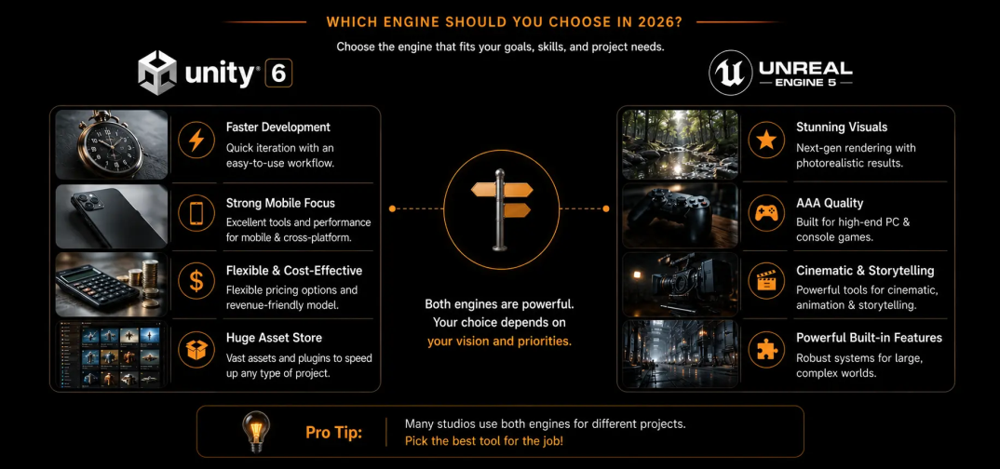 WHICH ENGINE SHOULD YOU CHOOSE IN 2026?
Choose the engine that fits your goals, skills, and project needs.
unity® 6
Faster Development
Quick iteration with an
easy-to-use workflow.
Strong Mobile Focus
Excellent tools and performance
for mobile & cross-platform.
Flexible & Cost-Effective
Flexible pricing options and
revenue-friendly model.
Huge Asset Store
Vast assets and plugins to speed
up any type of project.
Both engines are powerful.
Your choice depends on
your vision and priorities.
UNREAL
ENGINE 5
Stunning Visuals
Next-gen rendering with
photorealistic results.
AAA Quality
Built for high-end PC &
console games.
Cinematic & Storytelling
Powerful tools for cinematic,
animation & storytelling.
Powerful Built-in Features
Robust systems for large,
complex worlds.
Pro Tip:
Many studios use both engines for different projects.
Pick the best tool for the job!